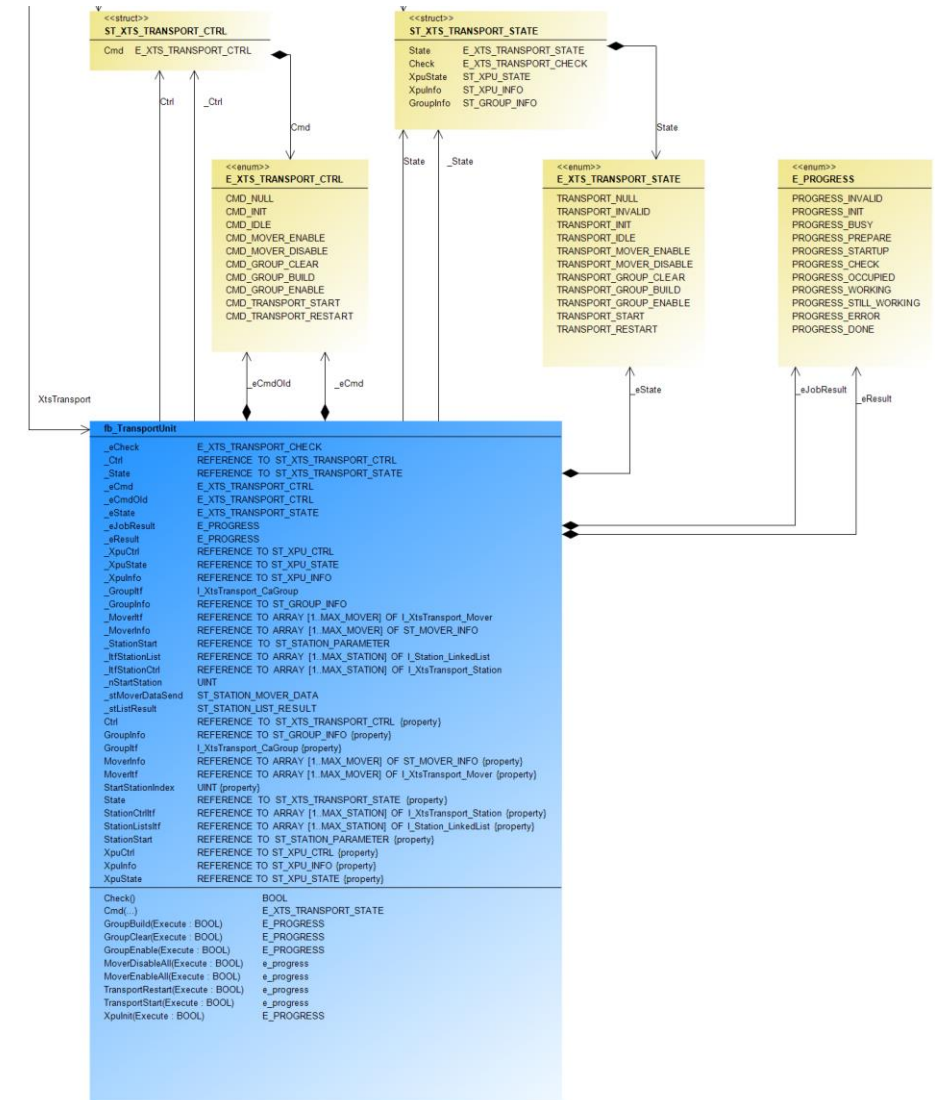 <<struct>>
ST_XTS_TRANSPORT_CTRL
Cmd E_XTS_TRANSPORT_CTRL
<<struct>>
ST_XTS_TRANSPORT_STATE
State E_XTS_TRANSPORT_STATE
Check E_XTS_TRANSPORT_CHECK
XpuState ST_XPU_STATE
XpuInfo ST_XPU_INFO
GroupInfo ST_GROUP_INFO
Ctrl
_Ctrl
Cmd
State
_State
State
<<enum>>
E_XTS_TRANSPORT_CTRL
CMD_NULL
CMD_INIT
CMD_IDLE
CMD_MOVER_ENABLE
CMD_MOVER_DISABLE
CMD_GROUP_CLEAR
CMD_GROUP_BUILD
CMD_GROUP_ENABLE
CMD_TRANSPORT_START
CMD_TRANSPORT_RESTART
<<enum>>
E_XTS_TRANSPORT_STATE
TRANSPORT_NULL
TRANSPORT_INVALID
TRANSPORT_INIT
TRANSPORT_IDLE
TRANSPORT_MOVER_ENABLE
TRANSPORT_MOVER_DISABLE
TRANSPORT_GROUP_CLEAR
TRANSPORT_GROUP_BUILD
TRANSPORT_GROUP_ENABLE
TRANSPORT_START
TRANSPORT_RESTART
<<enum>>
E_PROGRESS
PROGRESS_INVALID
PROGRESS_INIT
PROGRESS_BUSY
PROGRESS_PREPARE
PROGRESS_STARTUP
PROGRESS_CHECK
PROGRESS_OCCUPIED
PROGRESS_WORKING
PROGRESS_STILL_WORKING
PROGRESS_ERROR
PROGRESS_DONE
_eCmdOld
_eCmd
_eState
_eJobResult
_eResult
XtsTransport
fb_TransportUnit
_eCheck E_XTS_TRANSPORT_CHECK
_Ctrl REFERENCE TO ST_XTS_TRANSPORT_CTRL
_State REFERENCE TO ST_XTS_TRANSPORT_STATE
_eCmd E_XTS_TRANSPORT_CTRL
_eCmdOld E_XTS_TRANSPORT_CTRL
_eState E_XTS_TRANSPORT_STATE
_eJobResult E_PROGRESS
_eResult E_PROGRESS
_XpuCtrl REFERENCE TO ST_XPU_CTRL
_XpuState REFERENCE TO ST_XPU_STATE
_XpuInfo REFERENCE TO ST_XPU_INFO
_GroupItf I_XtsTransport_CaGroup
_GroupInfo REFERENCE TO ST_GROUP_INFO
_MoverItf REFERENCE TO ARRAY [1..MAX_MOVER] OF I_XtsTransport_Mover
_MoverInfo REFERENCE TO ARRAY [1..MAX_MOVER] OF ST_MOVER_INFO
_StationStart REFERENCE TO ST_STATION_PARAMETER
_ItfStationList REFERENCE TO ARRAY [1..MAX_STATION] OF I_Station_LinkedList
_ItfStationCtrl REFERENCE TO ARRAY [1..MAX_STATION] OF I_XtsTransport_Station
_nStartStation UINT
_stMoverDataSend ST_STATION_MOVER_DATA
_stListResult ST_STATION_LIST_RESULT
Ctrl REFERENCE TO ST_XTS_TRANSPORT_CTRL {property}
GroupInfo REFERENCE TO ST_GROUP_INFO {property}
GroupItf I_XtsTransport_CaGroup {property}
MoverInfo REFERENCE TO ARRAY [1..MAX_MOVER] OF ST_MOVER_INFO {property}
MoverItf REFERENCE TO ARRAY [1..MAX_MOVER] OF I_XtsTransport_Mover {property}
StartStationIndex UINT {property}
State REFERENCE TO ST_XTS_TRANSPORT_STATE {property}
StationCtrlItf REFERENCE TO ARRAY [1..MAX_STATION] OF I_XtsTransport_Station {property}
StationListsItf REFERENCE TO ARRAY [1..MAX_STATION] OF I_Station_LinkedList {property}
StationStart REFERENCE TO ST_STATION_PARAMETER {property}
XpuCtrl REFERENCE TO ST_XPU_CTRL {property}
XpuInfo REFERENCE TO ST_XPU_INFO {property}
XpuState REFERENCE TO ST_XPU_STATE {property}
Check() BOOL
Cmd(...) E_XTS_TRANSPORT_STATE
GroupBuild(Execute : BOOL) E_PROGRESS
GroupClear(Execute : BOOL) E_PROGRESS
GroupEnable(Execute : BOOL) E_PROGRESS
MoverDisableAll(Execute : BOOL) e_progress
MoverEnableAll(Execute : BOOL) e_progress
TransportRestart(Execute : BOOL) e_progress
TransportStart(Execute : BOOL) e_progress
XpuInit(Execute : BOOL) E_PROGRESS